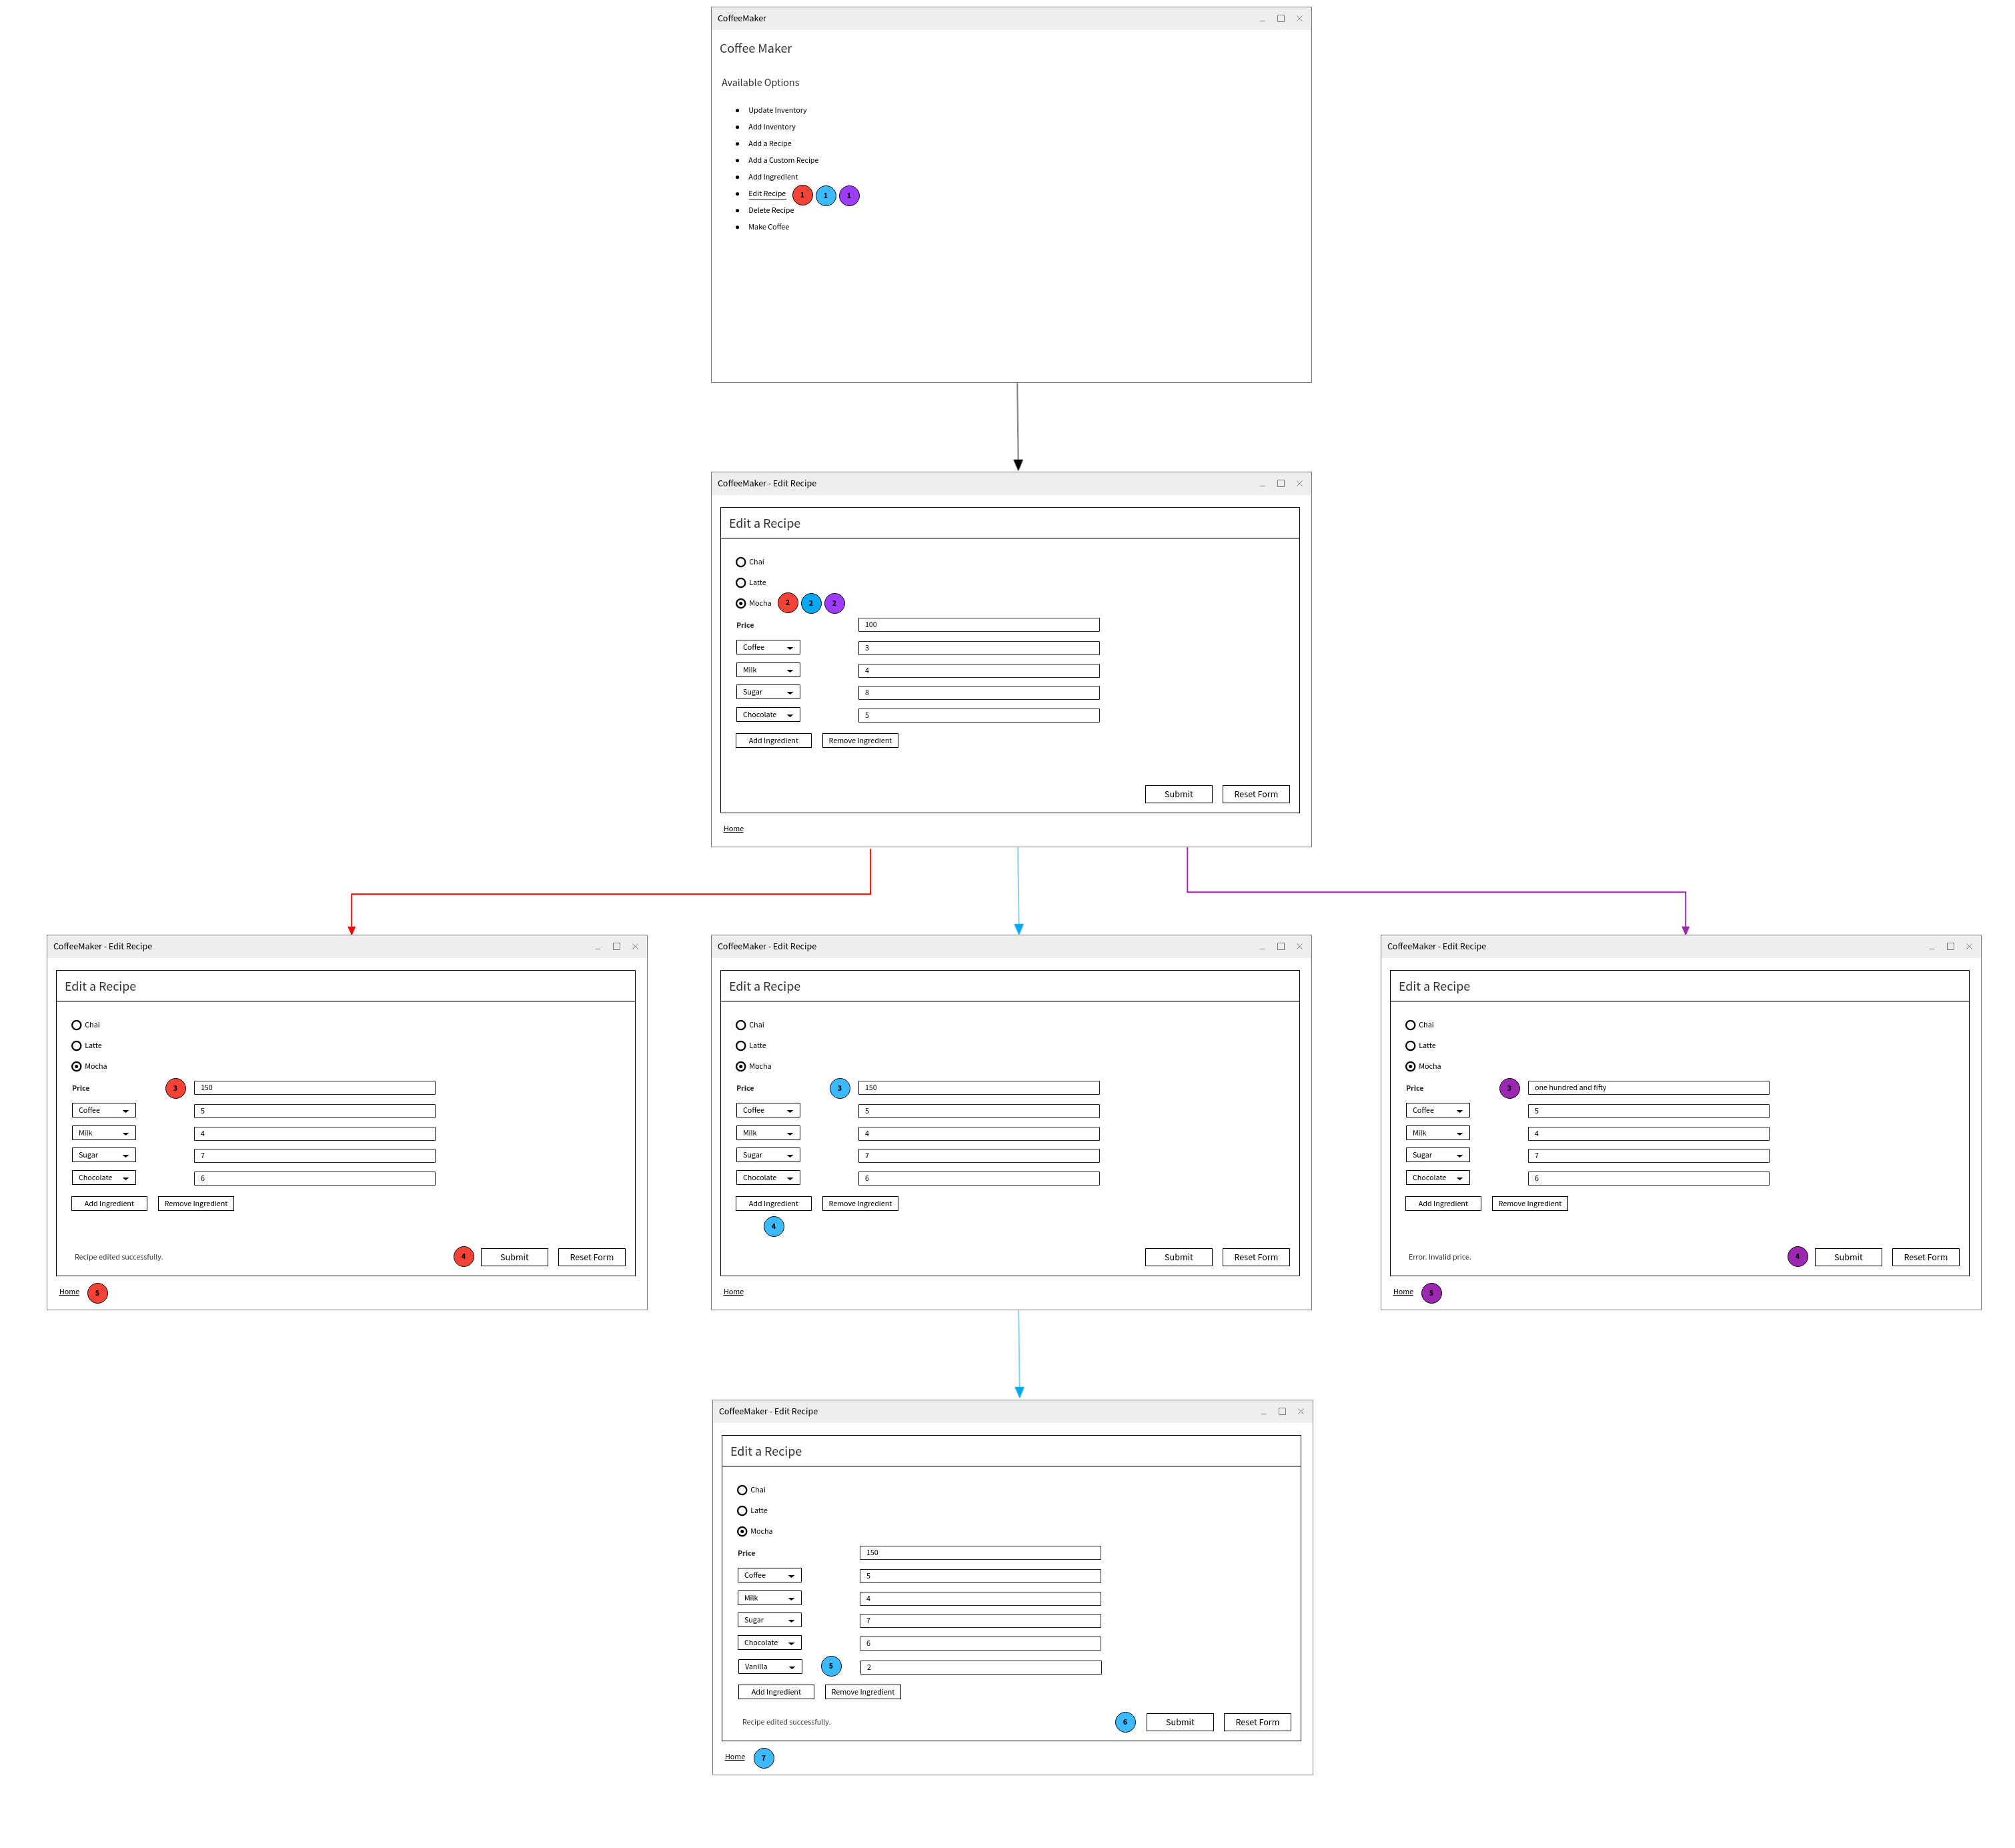 CoffeeMaker
Coffee Maker
Available Options
Update Inventory
Add Inventory
Add a Recipe
Add a Custom Recipe
Add Ingredient
Edit Recipe 1 1 1
Delete Recipe
Make Coffee
CoffeeMaker - Edit Recipe
Edit a Recipe
Chai
Latte
Mocha 2 2 2
Price 100
Coffee 3
Milk 4
Sugar 8
Chocolate 5
Add Ingredient Remove Ingredient
Submit Reset Form
Home
CoffeeMaker - Edit Recipe
Edit a Recipe
Chai
Latte
Mocha
Price 3 150
Coffee 5
Milk 4
Sugar 7
Chocolate 6
Add Ingredient Remove Ingredient
Recipe edited successfully. 4 Submit Reset Form
Home 5
CoffeeMaker - Edit Recipe
Edit a Recipe
Chai
Latte
Mocha
Price 3 150
Coffee 5
Milk 4
Sugar 7
Chocolate 6
Add Ingredient Remove Ingredient
4
Submit Reset Form
Home
CoffeeMaker - Edit Recipe
Edit a Recipe
Chai
Latte
Mocha
Price 3 one hundred and fifty
Coffee 5
Milk 4
Sugar 7
Chocolate 6
Add Ingredient Remove Ingredient
Error. Invalid price. 4 Submit Reset Form
Home 5
CoffeeMaker - Edit Recipe
Edit a Recipe
Chai
Latte
Mocha
Price 150
Coffee 5
Milk 4
Sugar 7
Chocolate 6
Vanilla 5 2
Add Ingredient Remove Ingredient
Recipe edited successfully. 6 Submit Reset Form
Home 7